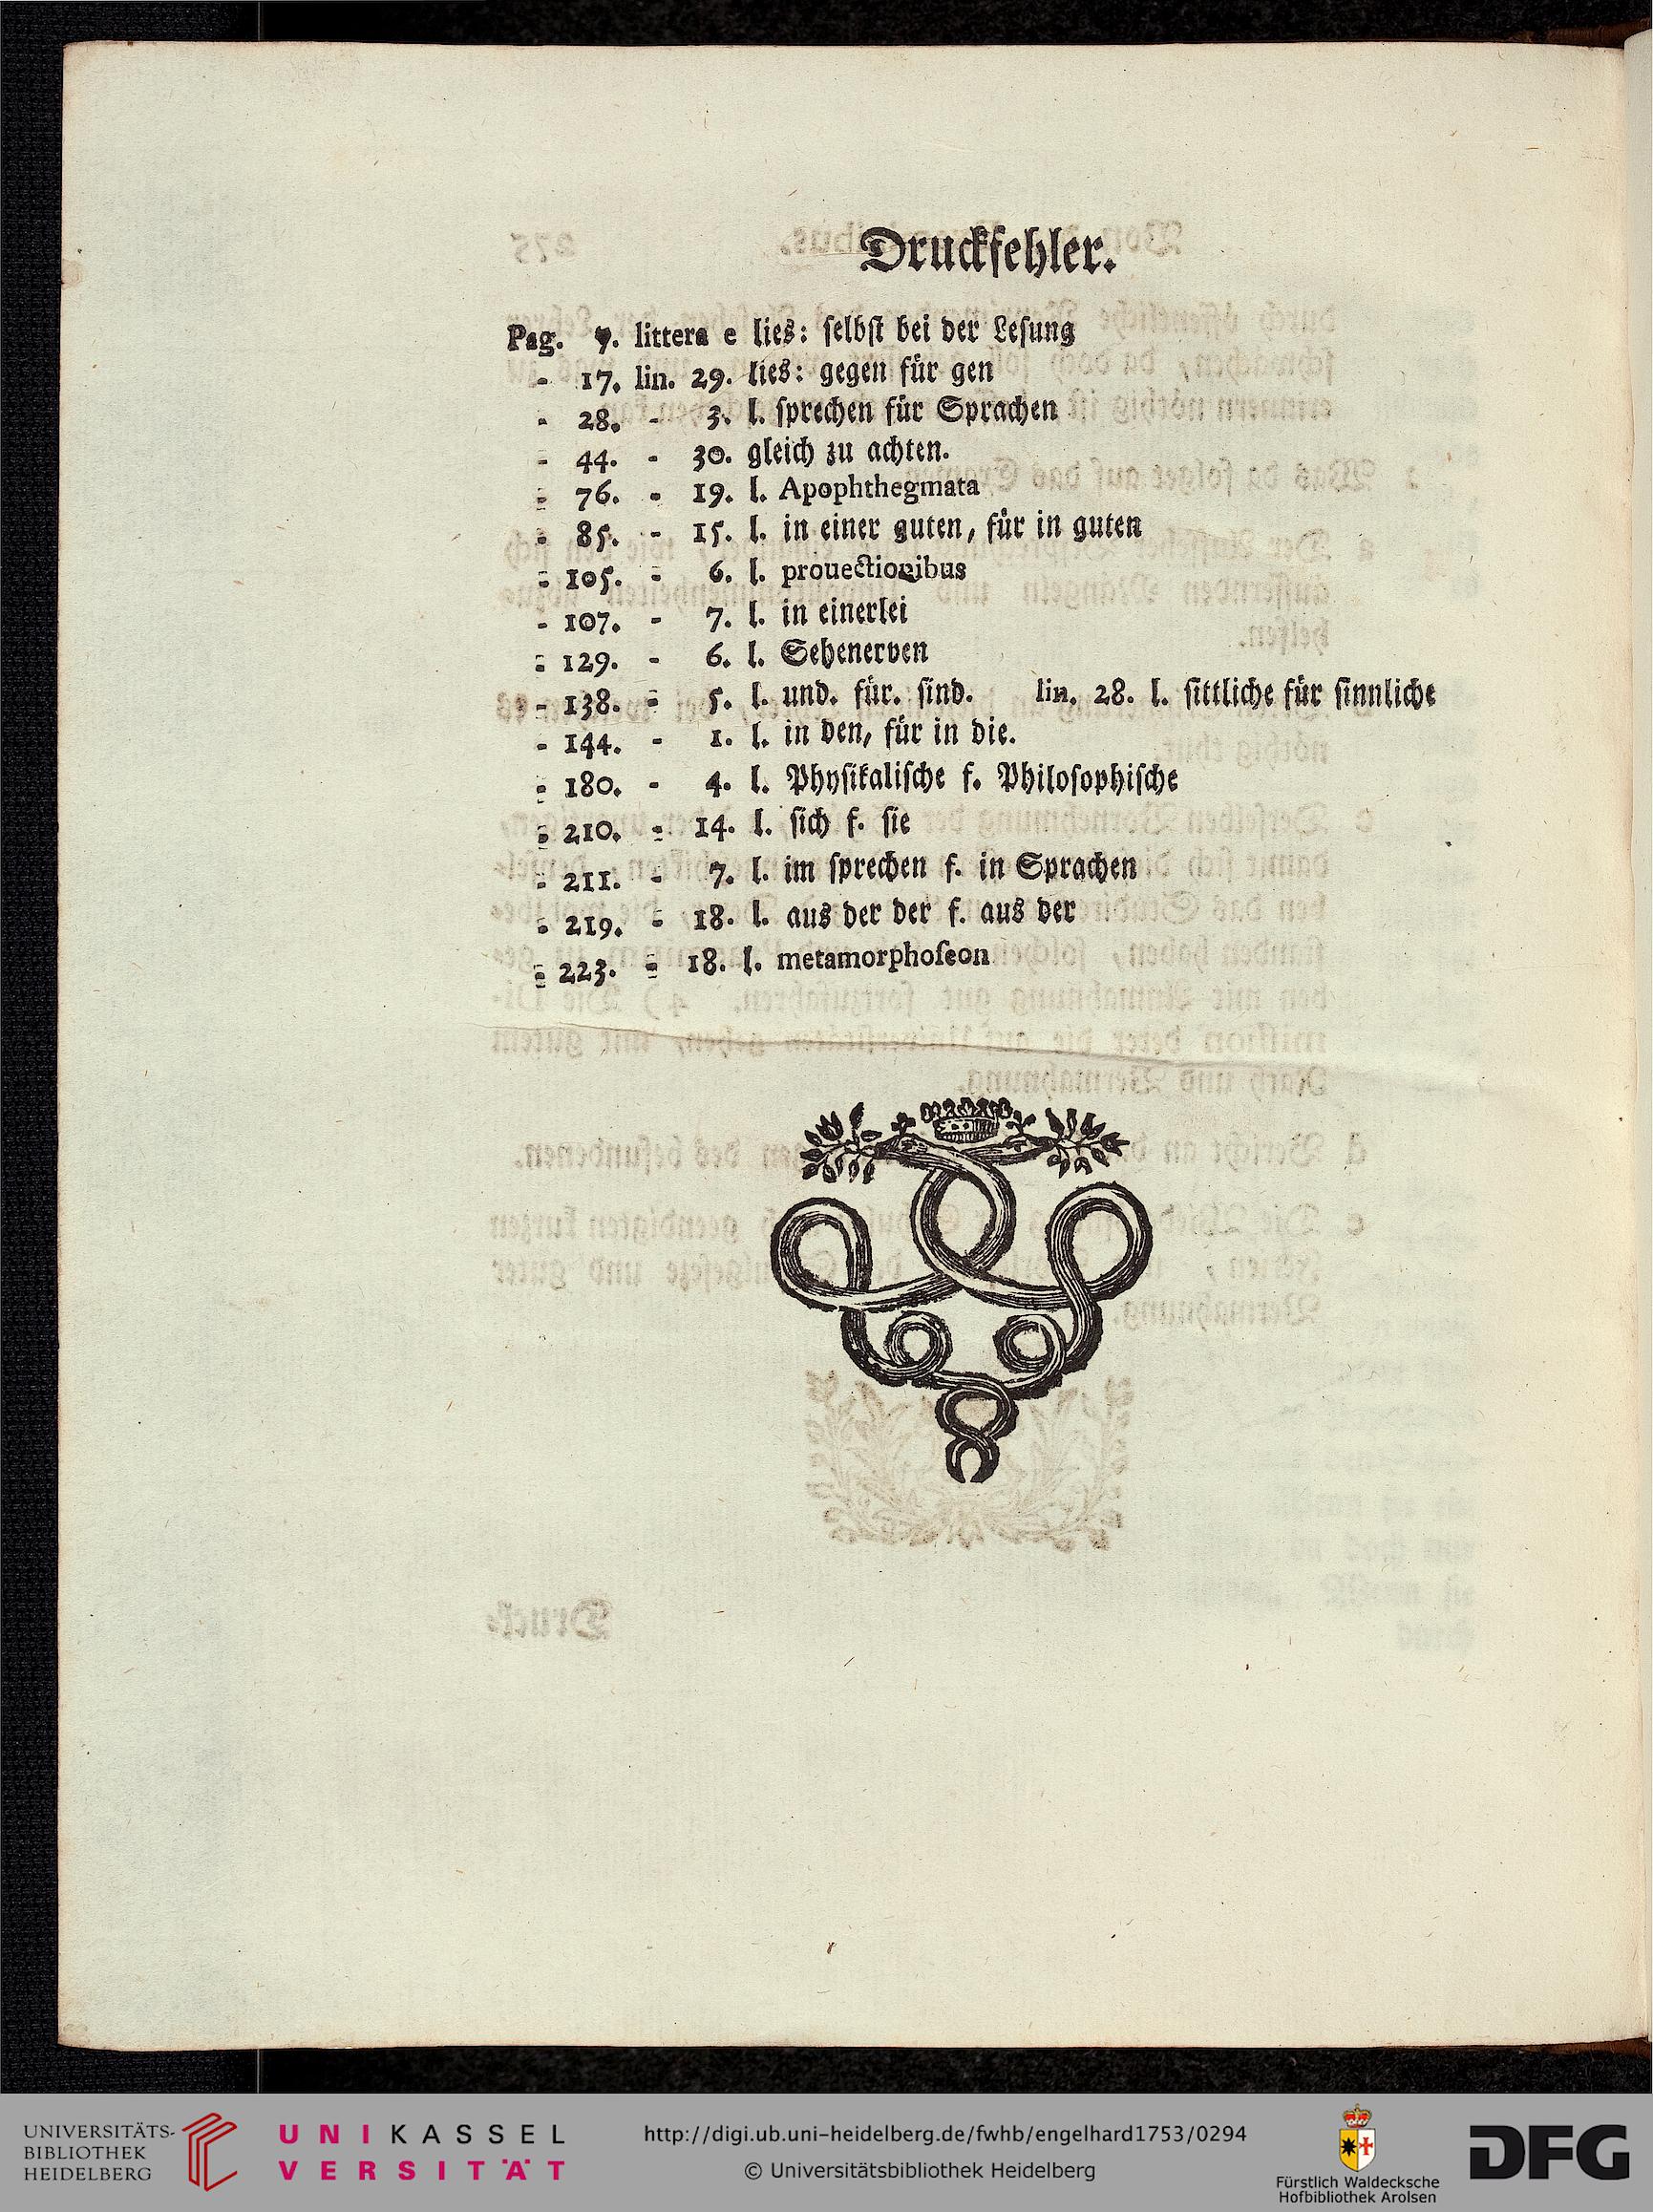 Druckfehler.
Pag. 7. littera e lies: ſelbſt bei der Leſung
- 17. lin. 29. lies: gegen für gen
- 28. - 3. l. ſprechen für Sprachen
- 44. - 30. gleich zu achten.
- 76. - 19. l. Apophthegmata
- 85. - 15. l. in einer guten, für in guten
- 105. - 6. l. prouectionibus
- 107. - 7. l. in einerlei
- 129. - 6. l. Sehenerven
- 138. - 5. l. und. für. ſind. lin. 28. l. ſittliche für ſinnliche
- 144. - 1. l. in den, für in die.
- 180. - 4. l. Phyſikaliſche f. Philoſophiſche
- 210. - 14. l. ſich f. ſie
- 211. - 7. l. im ſprechen f. in Sprachen
- 219. - 18. l. aus der der f. aus der
- 223. - 18. l. metamorphoſeon
UNIVERSITÄTS-
BIBLIOTHEK
HEIDELBERG
UNIKASSEL
VERSITÄT
http://digi.ub.uni-heidelberg.de/fwhb/engelhard1753/0294
© Universitätsbibliothek Heidelberg
Fürstlich Waldecksche
Hofbibliothek Arolsen
DFG